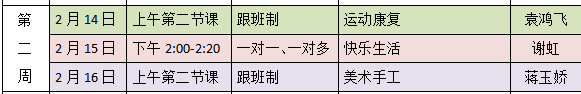 第二周
2月14日 上午第二节课 跟班制 运动康复 袁鸿飞
2月15日 下午 2:00-2:20 一对一、一对多 快乐生活 谢虹
2月16日 上午第二节课 跟班制 美术手工 蒋玉娇